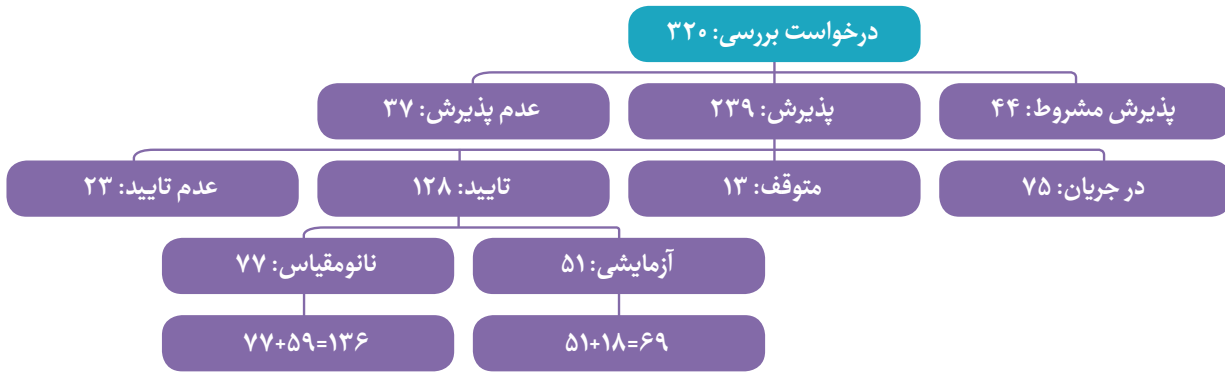 درخواست بررسی: ۳۲۰
پذیرش مشروط: ۴۴
پذیرش: ۲۳۹
عدم پذیرش: ۳۷
در جریان: ۷۵
متوقف: ۱۳
تایید: ۱۲۸
عدم تایید: ۲۳
آزمایشی: ۵۱
نانومقیاس: ۷۷
۵۱+۱۸=۶۹
۷۷+۵۹=۱۳۶